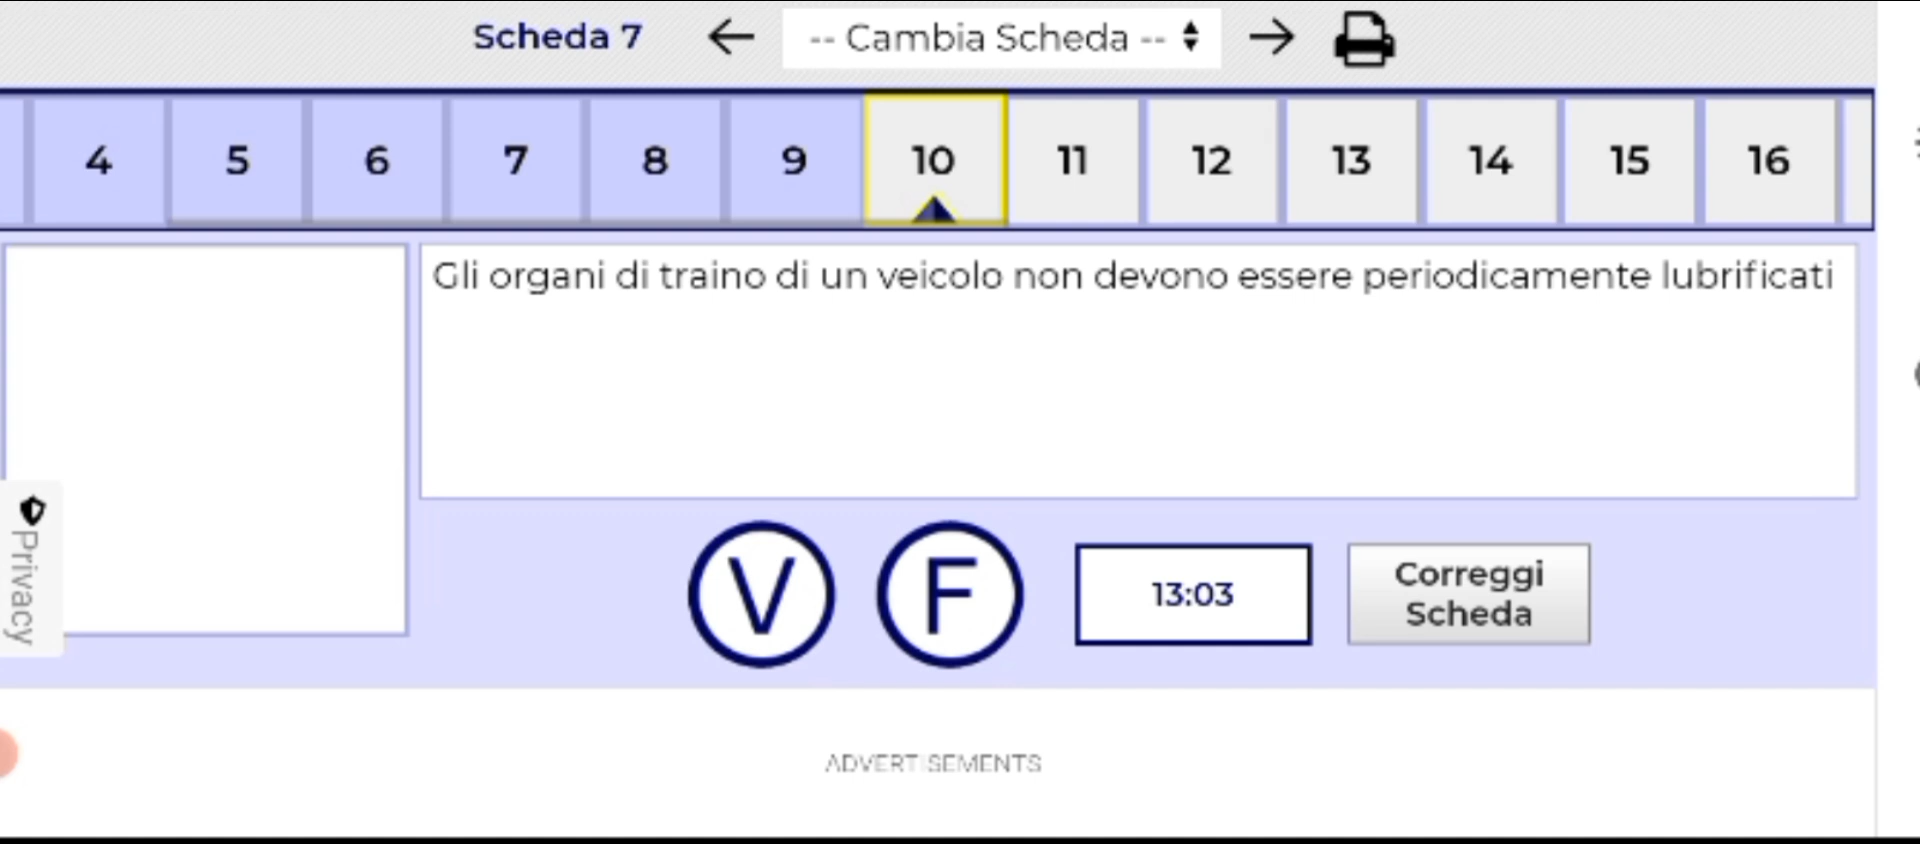 Scheda 7
-- Cambia Scheda --
4 5 6 7 8 9 10 11 12 13 14 15 16
Gli organi di traino di un veicolo non devono essere periodicamente lubrificati
Privacy
V F 13:03 Correggi
Scheda
ADVERTISEMENTS